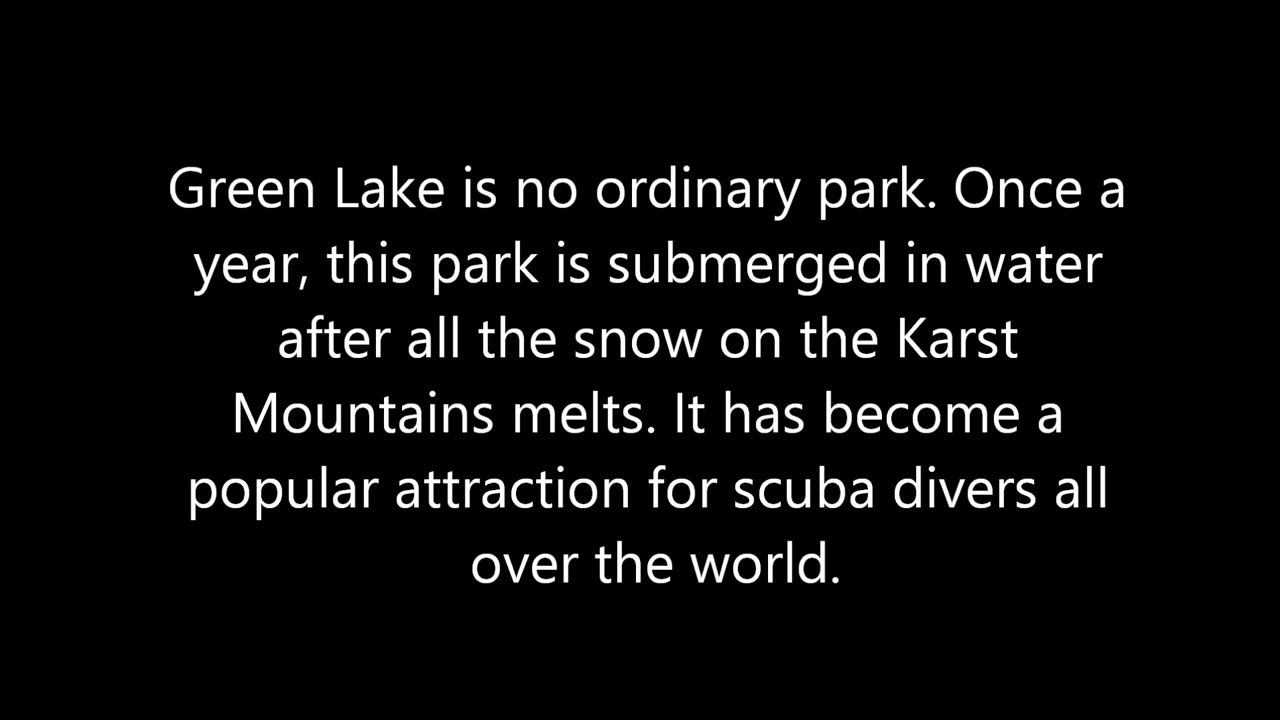 Green Lake is no ordinary park. Once a
year, this park is submerged in water
after all the snow on the Karst
Mountains melts. It has become a
popular attraction for scuba divers all
over the world.